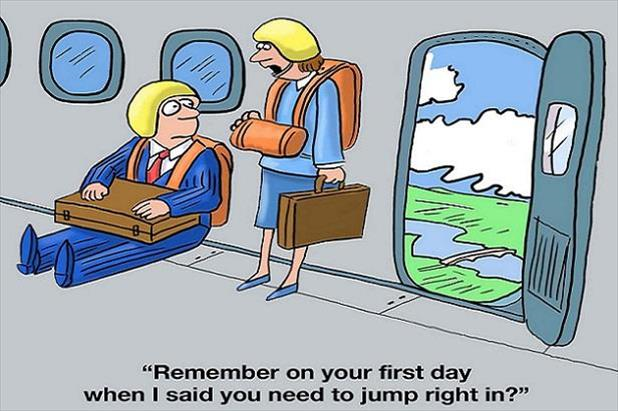 “Remember on your first day
when I said you need to jump right in?”